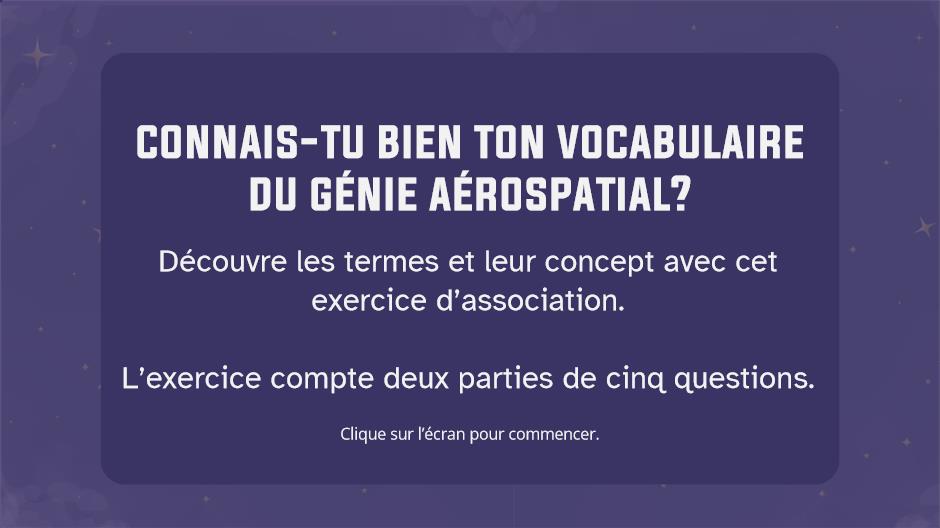 CONNAIS-TU BIEN TON VOCABULAIRE
DU GÉNIE AÉROSPATIAL?
Découvre les termes et leur concept avec cet
exercice d’association.
L’exercice compte deux parties de cinq questions.
Clique sur l’écran pour commencer.